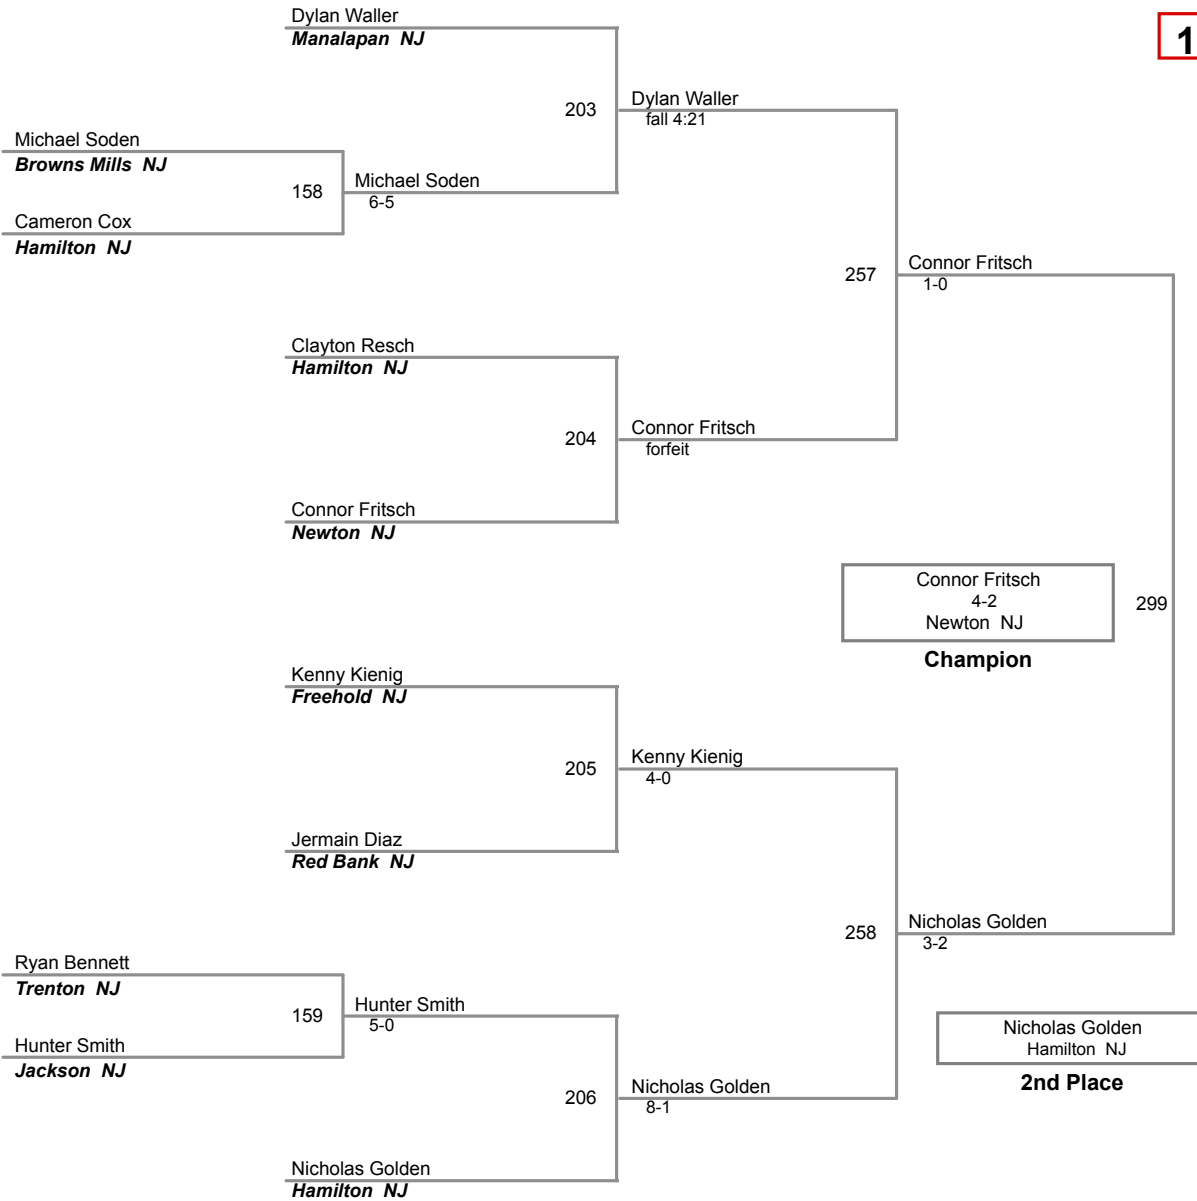 Dylan Waller
Manalapan NJ
1
203
Dylan Waller
fall 4:21
Michael Soden
Browns Mills NJ
158
Michael Soden
6-5
Cameron Cox
Hamilton NJ
257
Connor Fritsch
1-0
Clayton Resch
Hamilton NJ
204
Connor Fritsch
forfeit
Connor Fritsch
Newton NJ
Connor Fritsch
4-2
Newton NJ
299
Champion
Kenny Kienig
Freehold NJ
205
Kenny Kienig
4-0
Jermain Diaz
Red Bank NJ
258
Nicholas Golden
3-2
Ryan Bennett
Trenton NJ
159
Hunter Smith
5-0
Hunter Smith
Jackson NJ
Nicholas Golden
Hamilton NJ
2nd Place
206
Nicholas Golden
8-1
Nicholas Golden
Hamilton NJ